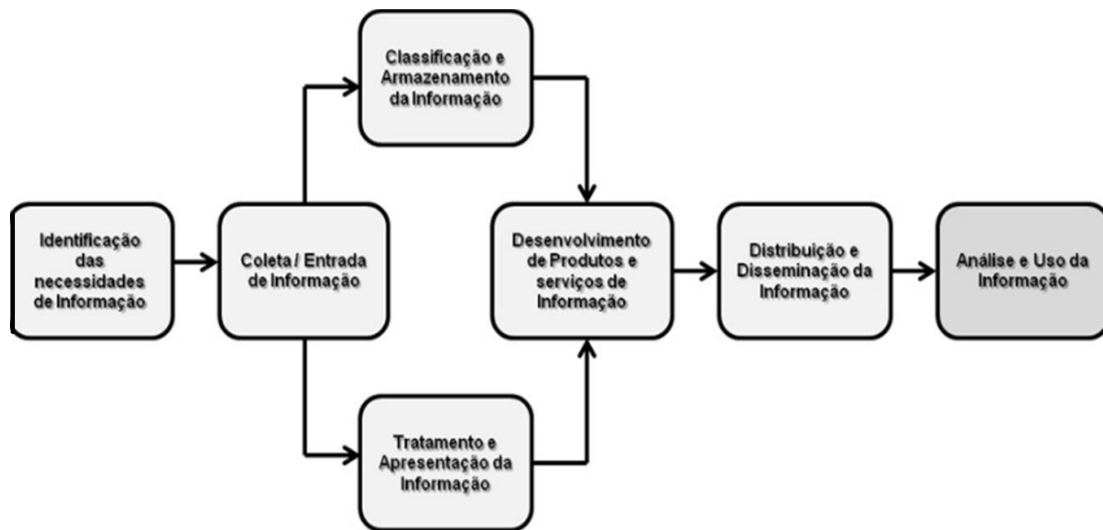 Identificação
das
necessidades
de Informação
Coleta / Entrada
de Informação
Classificação e
Armazenamento
da Informação
Tratamento e
Apresentação da
Informação
Desenvolvimento
de Produtos e
serviços de
Informação
Distribuição e
Disseminação da
Informação
Análise e Uso da
Informação